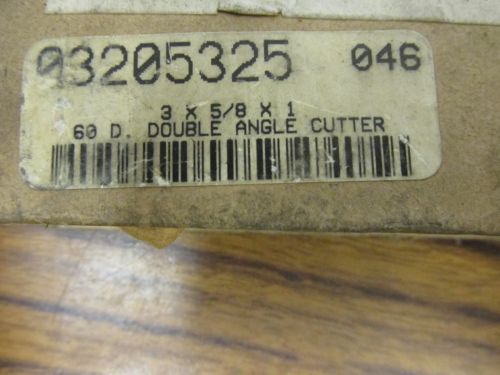 03205325 046
3 X 5/8 X 1
60 D. DOUBLE ANGLE CUTTER